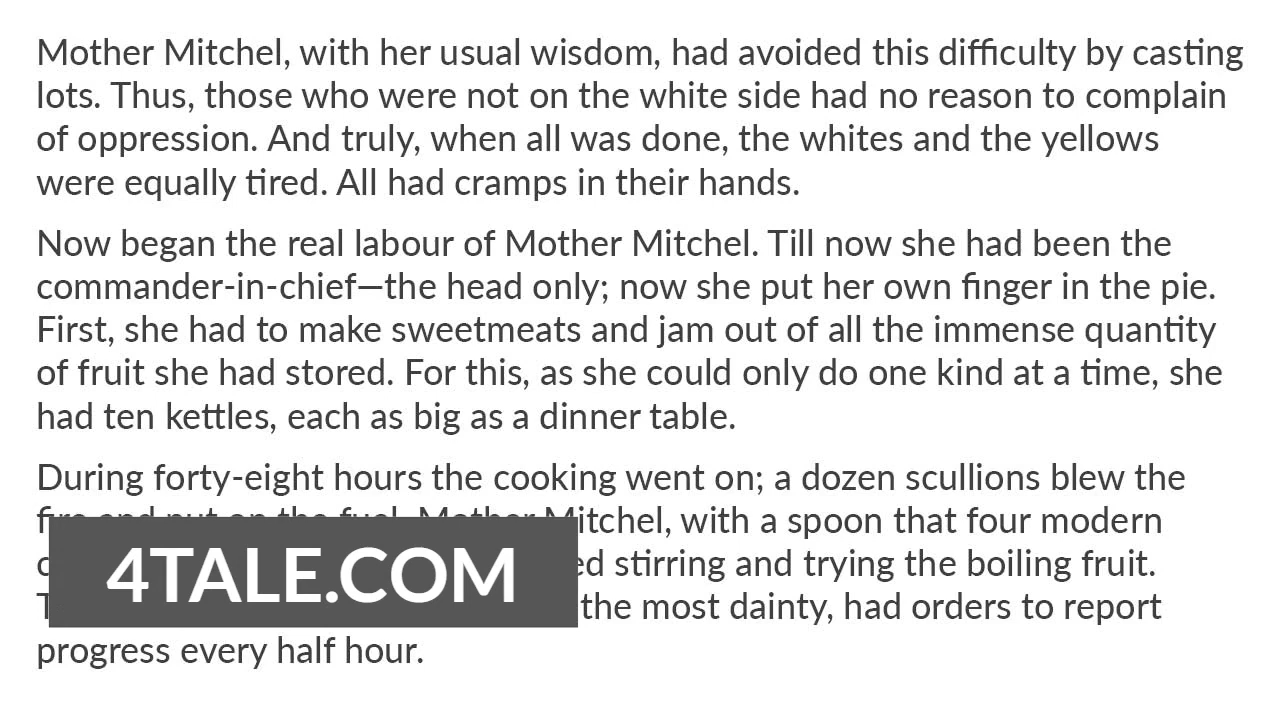 Mother Mitchel, with her usual wisdom, had avoided this difficulty by casting
lots. Thus, those who were not on the white side had no reason to complain
of oppression. And truly, when all was done, the whites and the yellows
were equally tired. All had cramps in their hands.
Now began the real labour of Mother Mitchel. Till now she had been the
commander-in-chief—the head only; now she put her own finger in the pie.
First, she had to make sweetmeats and jam out of all the immense quantity
of fruit she had stored. For this, as she could only do one kind at a time, she
had ten kettles, each as big as a dinner table.
During forty-eight hours the cooking went on; a dozen scullions blew the
fire and put on the fuel. Mother Mitchel, with a spoon that four modern
stirring and trying the boiling fruit.
the most dainty, had orders to report
progress every half hour.
4TALE.COM